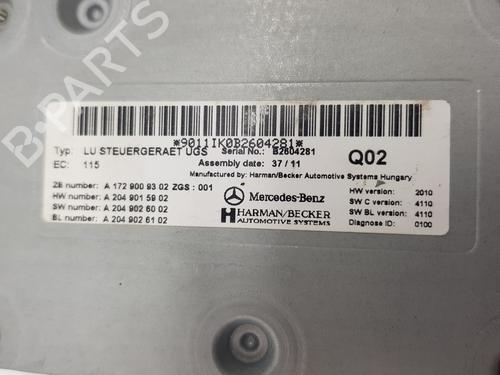 B-PARTS
*9011IK0B2604281*
Typ: LU STEUERGERAET UGS Serial No.: B2604281 Q02
EC: 115 Assembly date: 37 / 11
Manufactured by: Harman/Becker Automotive Systems Hungary
ZB number: A 172 900 93 02 ZGS : 001 HW version: 2010
HW number: A 204 901 59 02 Mercedes-Benz SW C version: 4110
SW number: A 204 902 60 02 HARMAN/BECKER SW BL version: 4110
BL number: A 204 902 61 02 AUTOMOTIVE SYSTEMS Diagnose ID: 0100